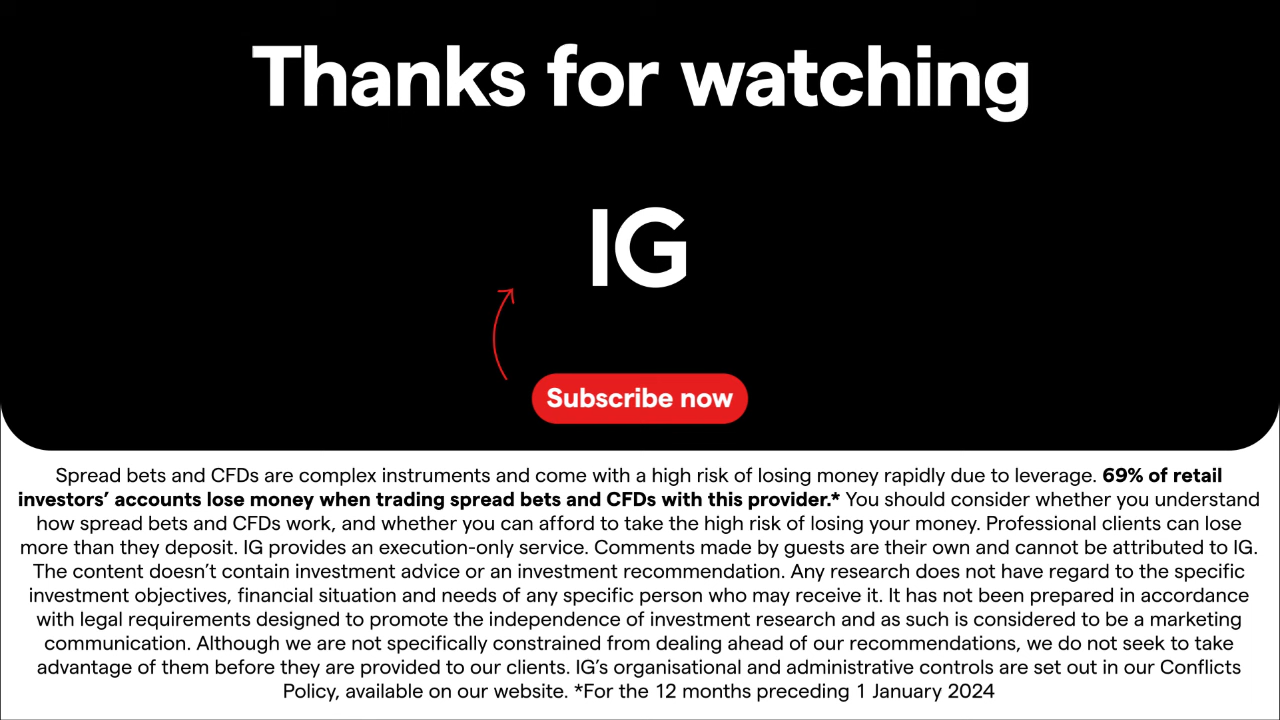 Thanks for watching
IG
Subscribe now
Spread bets and CFDs are complex instruments and come with a high risk of losing money rapidly due to leverage. 69% of retail
investors’ accounts lose money when trading spread bets and CFDs with this provider.* You should consider whether you understand
how spread bets and CFDs work, and whether you can afford to take the high risk of losing your money. Professional clients can lose
more than they deposit. IG provides an execution-only service. Comments made by guests are their own and cannot be attributed to IG.
The content doesn’t contain investment advice or an investment recommendation. Any research does not have regard to the specific
investment objectives, financial situation and needs of any specific person who may receive it. It has not been prepared in accordance
with legal requirements designed to promote the independence of investment research and as such is considered to be a marketing
communication. Although we are not specifically constrained from dealing ahead of our recommendations, we do not seek to take
advantage of them before they are provided to our clients. IG’s organisational and administrative controls are set out in our Conflicts
Policy, available on our website. *For the 12 months preceding 1 January 2024